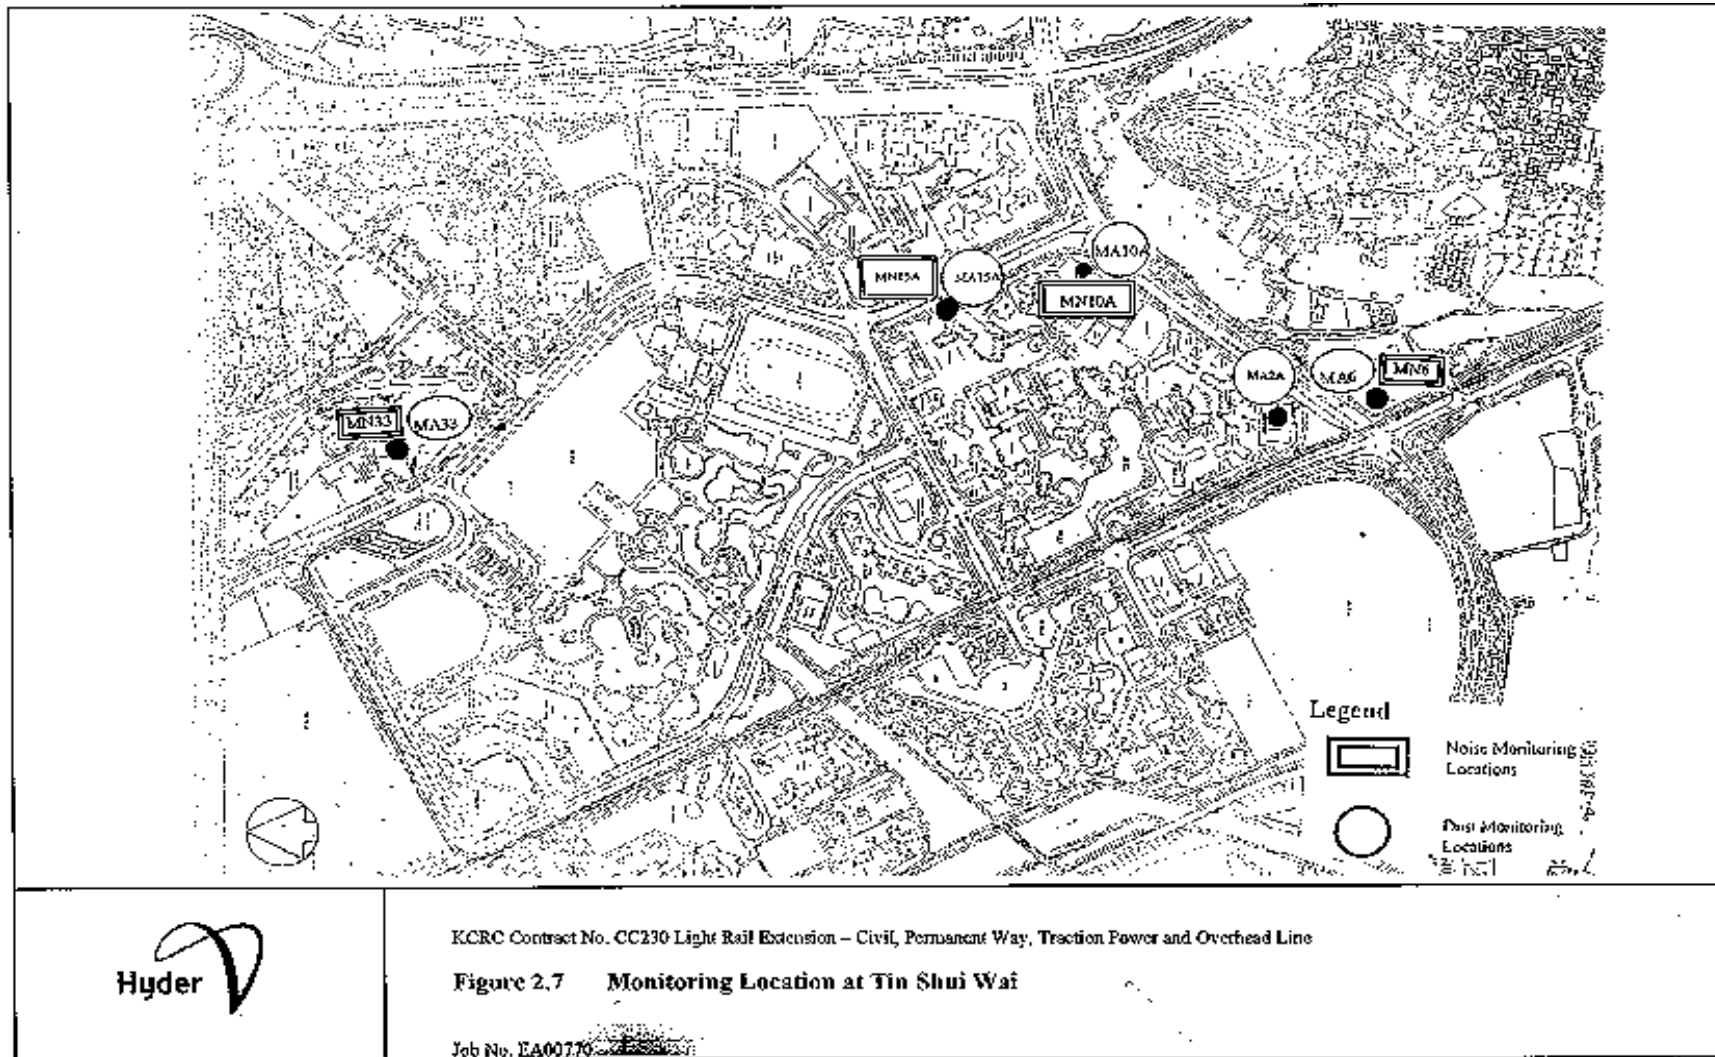 MA10A
MN15A
MA15A
MN10A
MA2A
MA6
MN6
MN33
MA33
Legend
Noise Monitoring
Locations
Dust Monitoring
Locations
Hyder
KCRC Contract No. CC230 Light Rail Extension – Civil, Permanent Way, Traction Power and Overhead Line
Figure 2.7 Monitoring Location at Tin Shui Wai
Job No. EA00770